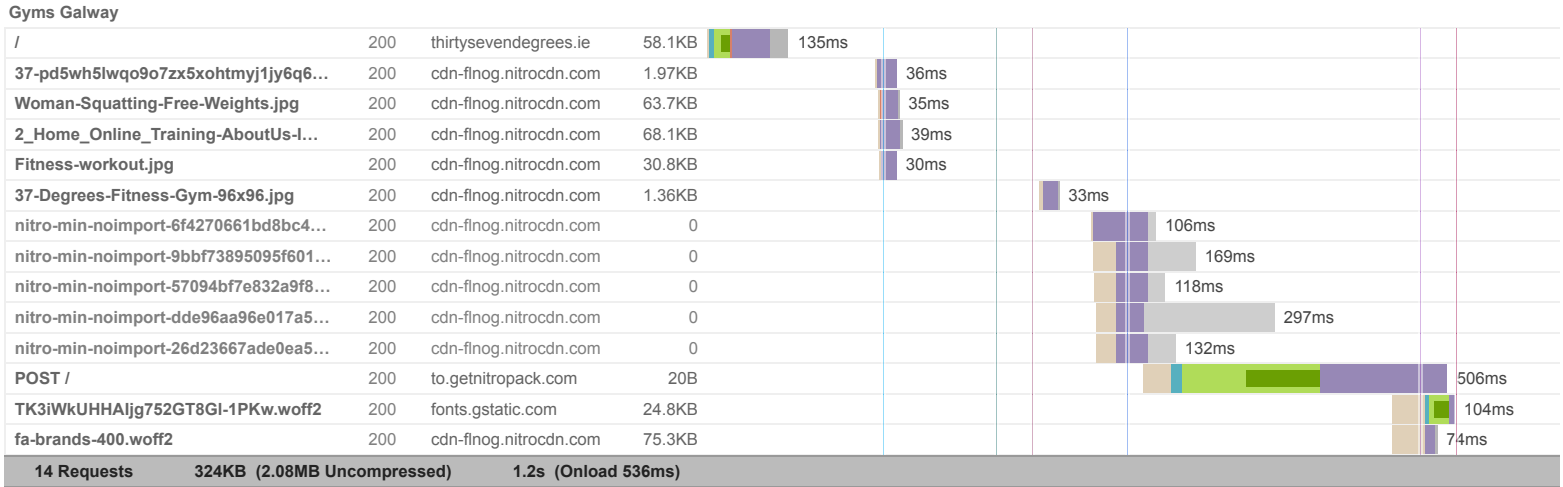 Gyms Galway
/ 200 thirtysevendegrees.ie 58.1KB 135ms
37-pd5wh5lwqo9o7zx5xohtmyj1jy6q6... 200 cdn-flnog.nitrocdn.com 1.97KB 36ms
Woman-Squatting-Free-Weights.jpg 200 cdn-flnog.nitrocdn.com 63.7KB 35ms
2_Home_Online_Training-AboutUs-I... 200 cdn-flnog.nitrocdn.com 68.1KB 39ms
Fitness-workout.jpg 200 cdn-flnog.nitrocdn.com 30.8KB 30ms
37-Degrees-Fitness-Gym-96x96.jpg 200 cdn-flnog.nitrocdn.com 1.36KB 33ms
nitro-min-noimport-6f4270661bd8bc4... 200 cdn-flnog.nitrocdn.com 0 106ms
nitro-min-noimport-9bbf73895095f601... 200 cdn-flnog.nitrocdn.com 0 169ms
nitro-min-noimport-57094bf7e832a9f8... 200 cdn-flnog.nitrocdn.com 0 118ms
nitro-min-noimport-dde96aa96e017a5... 200 cdn-flnog.nitrocdn.com 0 297ms
nitro-min-noimport-26d23667ade0ea5... 200 cdn-flnog.nitrocdn.com 0 132ms
POST / 200 to.getnitropack.com 20B 506ms
TK3iWkUHHAIjg752GT8Gl-1PKw.woff2 200 fonts.gstatic.com 24.8KB 104ms
fa-brands-400.woff2 200 cdn-flnog.nitrocdn.com 75.3KB 74ms
14 Requests 324KB (2.08MB Uncompressed) 1.2s (Onload 536ms)